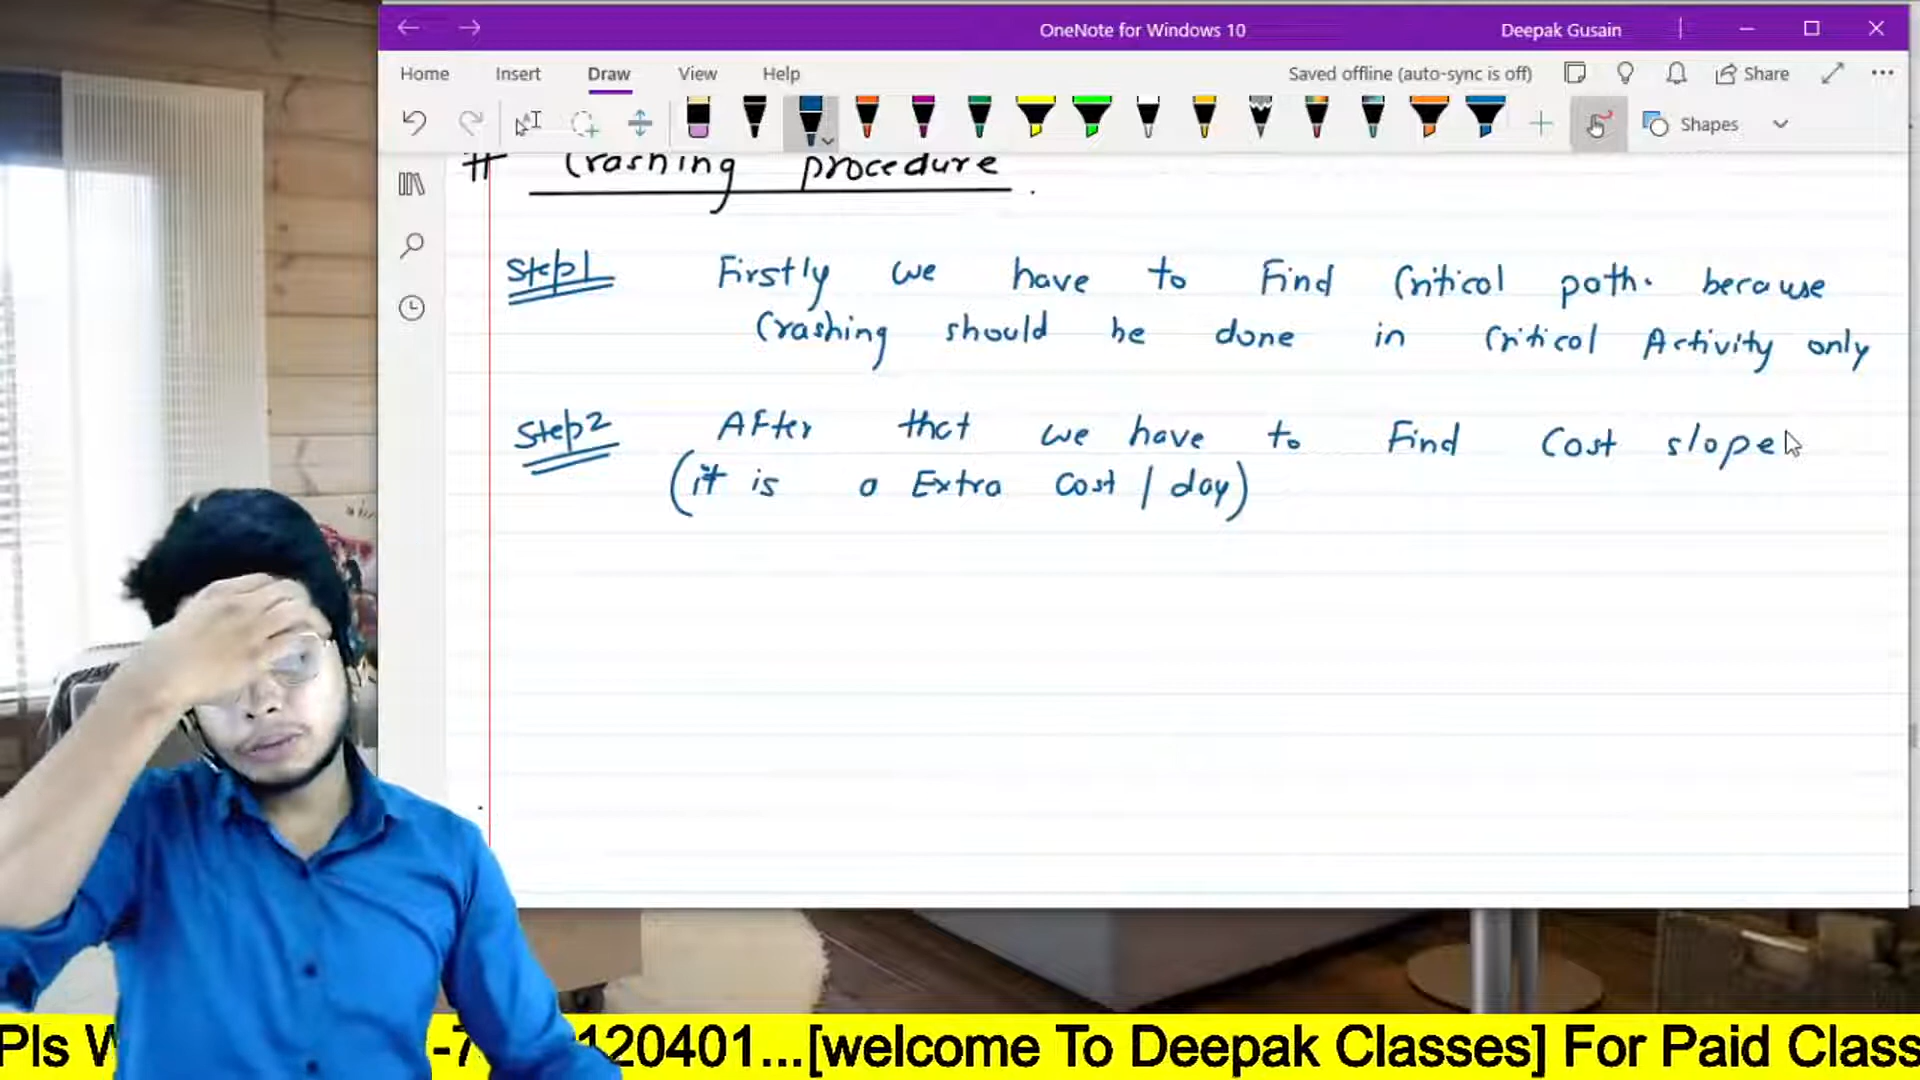 OneNote for Windows 10
Deepak Gusain
Home Insert Draw View Help
Saved offline (auto-sync is off)
Share
Shapes
# Crashing procedure.
Step1 Firstly we have to Find Critical path. because
Crashing should be done in Critical Activity only
Step2 After that we have to Find Cost slope
(it is a Extra Cost / day)
Pls 120401...[welcome To Deepak Classes] For Paid Class